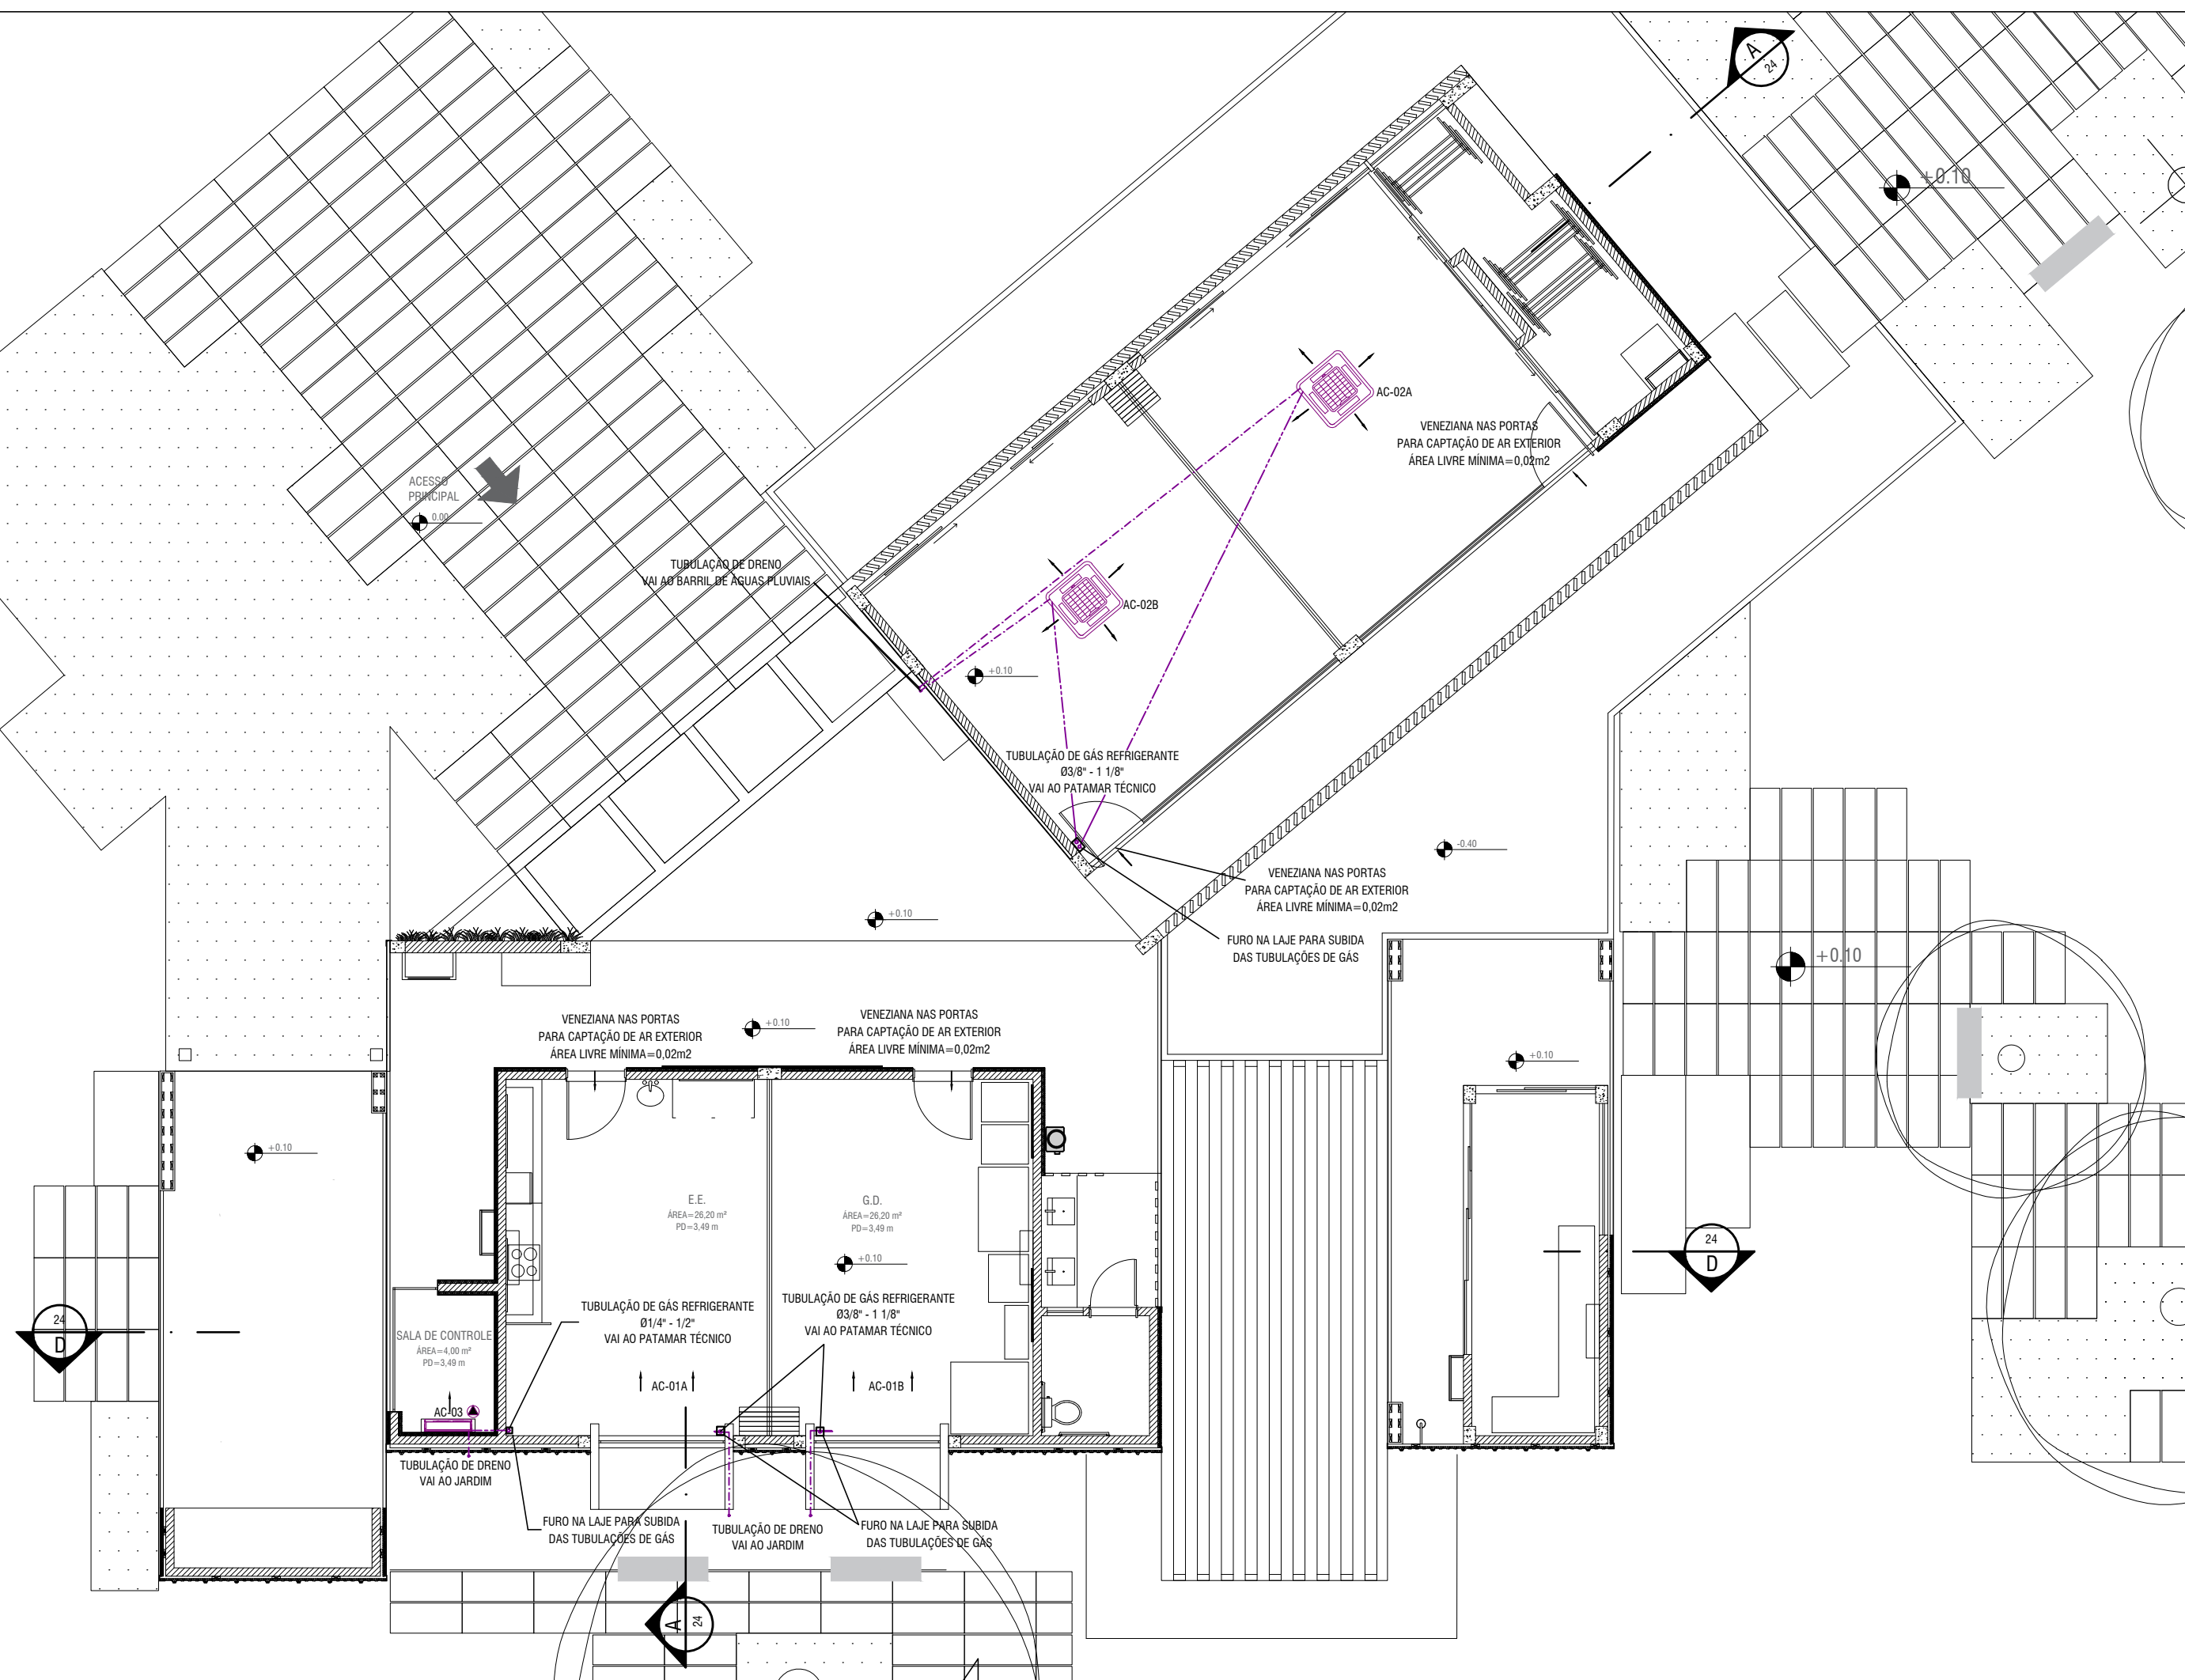 A
24
+0.10
AC-02A
VENEZIANA NAS PORTAS
PARA CAPTAÇÃO DE AR EXTERIOR
ÁREA LIVRE MÍNIMA=0,02m2
ACESSO
PRINCIPAL
0.00
TUBULAÇÃO DE DRENO
VAI AO BARRIL DE ÁGUAS PLUVIAIS
AC-02B
+0.10
TUBULAÇÃO DE GÁS REFRIGERANTE
Ø3/8" - 1 1/8"
VAI AO PATAMAR TÉCNICO
-0.40
VENEZIANA NAS PORTAS
PARA CAPTAÇÃO DE AR EXTERIOR
ÁREA LIVRE MÍNIMA=0,02m2
+0.10
FURO NA LAJE PARA SUBIDA
DAS TUBULAÇÕES DE GÁS
+0.10
VENEZIANA NAS PORTAS
PARA CAPTAÇÃO DE AR EXTERIOR
ÁREA LIVRE MÍNIMA=0,02m2
+0.10
VENEZIANA NAS PORTAS
PARA CAPTAÇÃO DE AR EXTERIOR
ÁREA LIVRE MÍNIMA=0,02m2
+0.10
+0.10
E.E.
ÁREA=26,20 m²
PD=3,49 m
G.D.
ÁREA=26,20 m²
PD=3,49 m
+0.10
24
D
24
D
SALA DE CONTROLE
ÁREA=4,00 m²
PD=3,49 m
TUBULAÇÃO DE GÁS REFRIGERANTE
Ø1/4" - 1/2"
VAI AO PATAMAR TÉCNICO
TUBULAÇÃO DE GÁS REFRIGERANTE
Ø3/8" - 1 1/8"
VAI AO PATAMAR TÉCNICO
AC-01A
AC-01B
AC-03
TUBULAÇÃO DE DRENO
VAI AO JARDIM
FURO NA LAJE PARA SUBIDA
DAS TUBULAÇÕES DE GÁS
TUBULAÇÃO DE DRENO
VAI AO JARDIM
FURO NA LAJE PARA SUBIDA
DAS TUBULAÇÕES DE GÁS
A
24